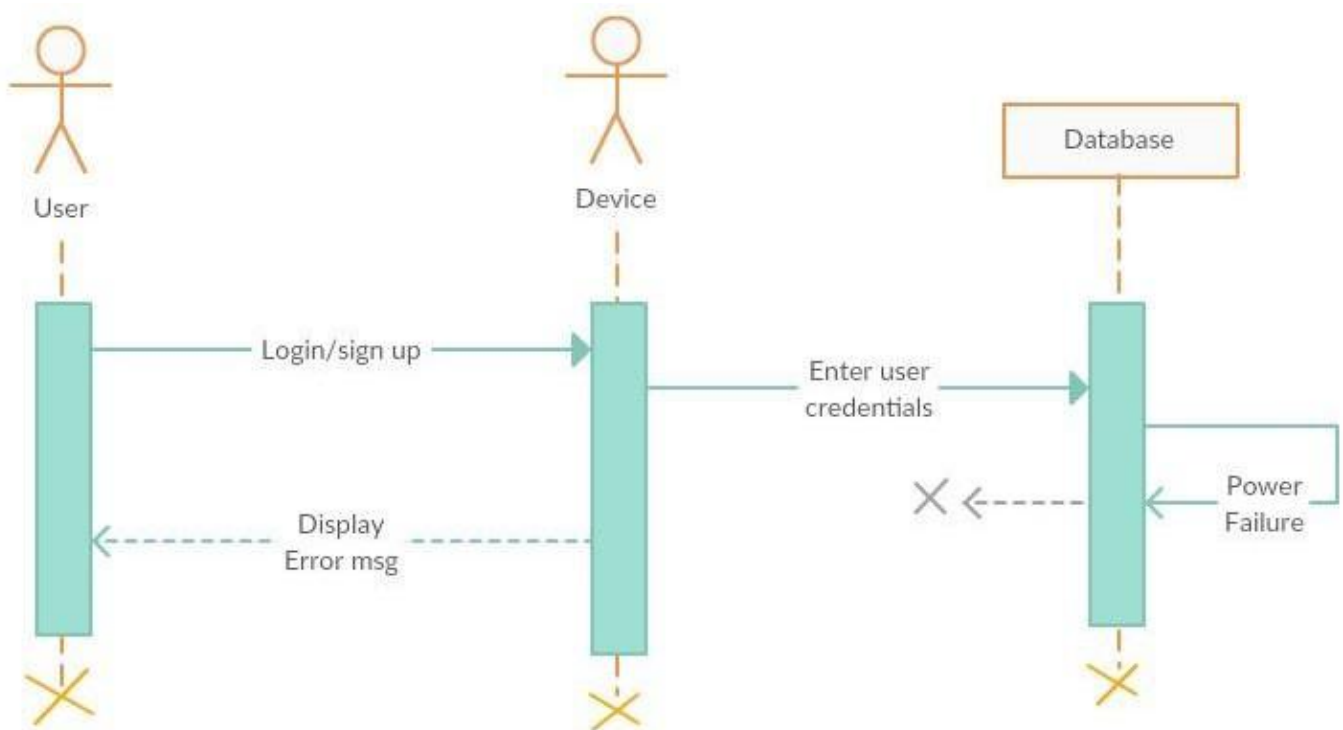 User
Device
Database
Login/sign up
Enter user
credentials
Power
Failure
Display
Error msg